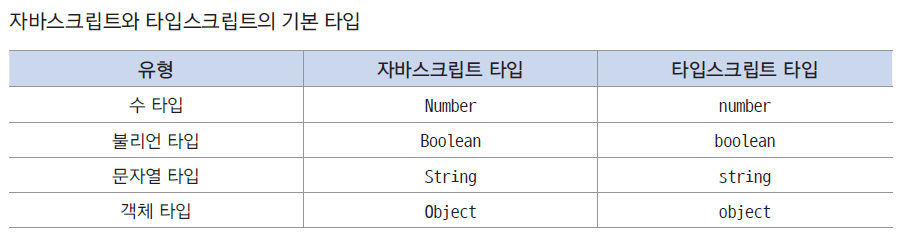 자바스크립트와 타입스크립트의 기본 타입
유형 자바스크립트 타입 타입스크립트 타입
수 타입 Number number
불리언 타입 Boolean boolean
문자열 타입 String string
객체 타입 Object object